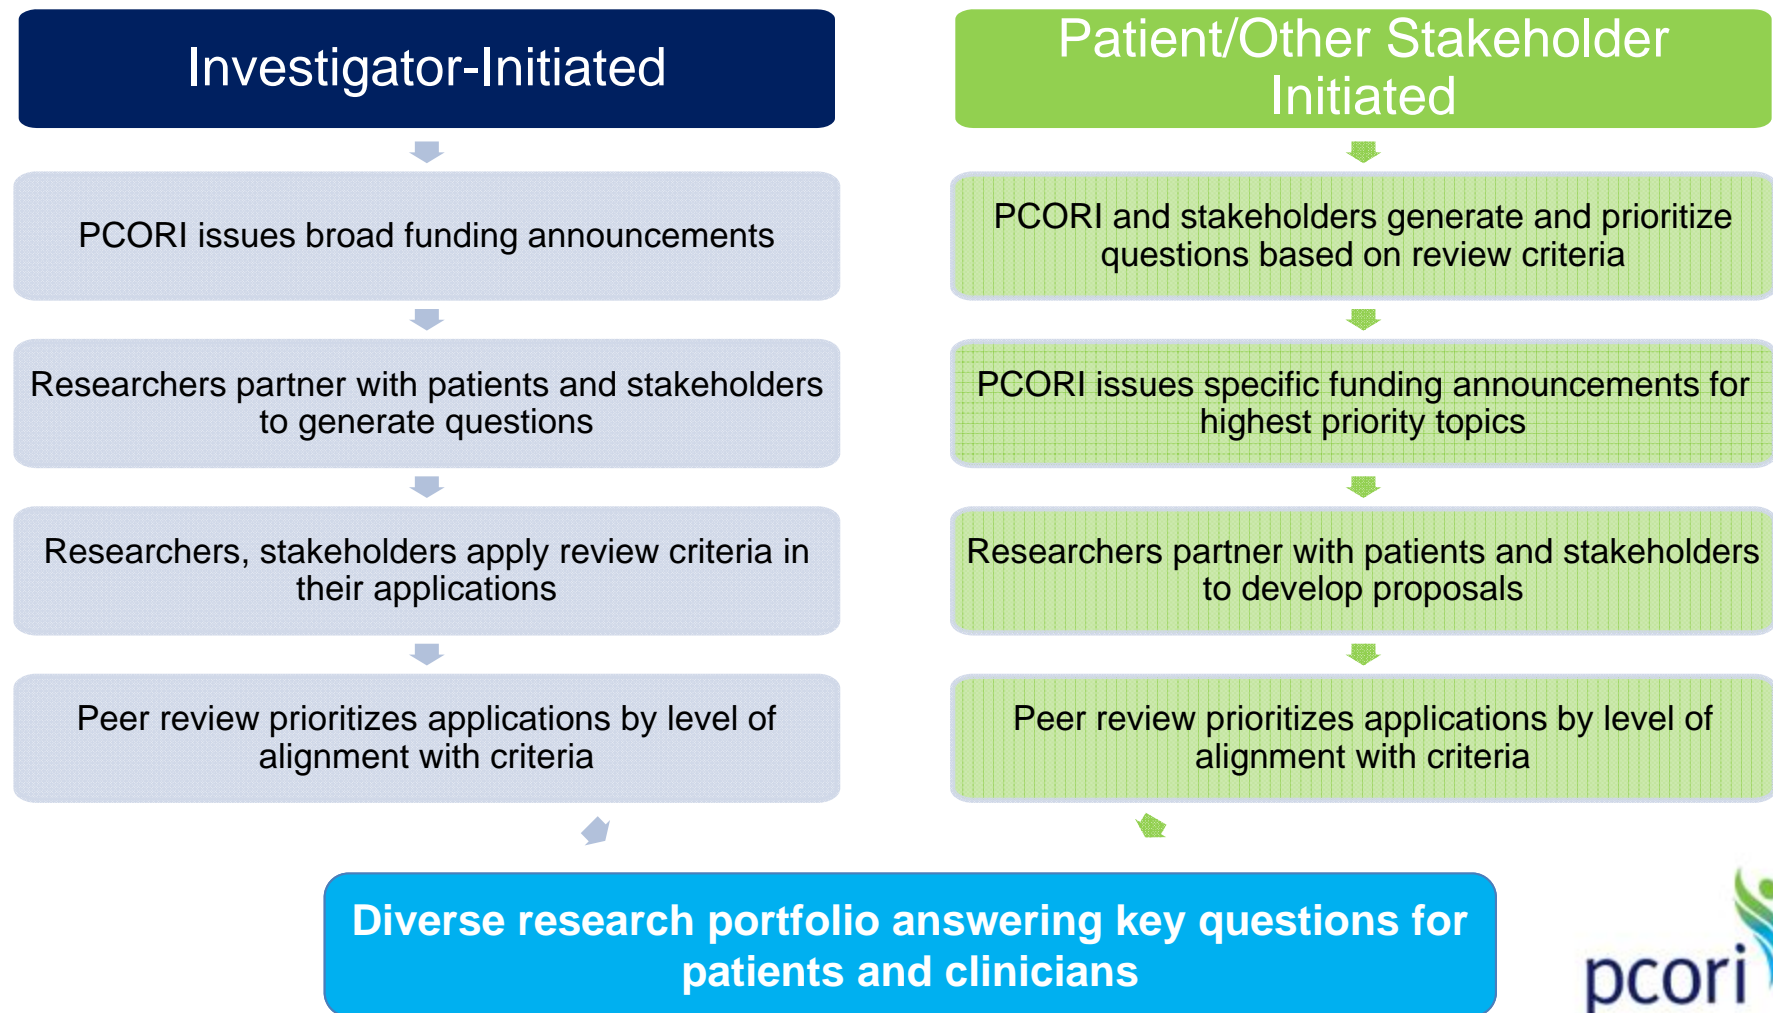 Investigator-Initiated
PCORI issues broad funding announcements
Researchers partner with patients and stakeholders
to generate questions
Researchers, stakeholders apply review criteria in
their applications
Peer review prioritizes applications by level of
alignment with criteria
Patient/Other Stakeholder
Initiated
PCORI and stakeholders generate and prioritize
questions based on review criteria
PCORI issues specific funding announcements for
highest priority topics
Researchers partner with patients and stakeholders
to develop proposals
Peer review prioritizes applications by level of
alignment with criteria
Diverse research portfolio answering key questions for
patients and clinicians
pcori